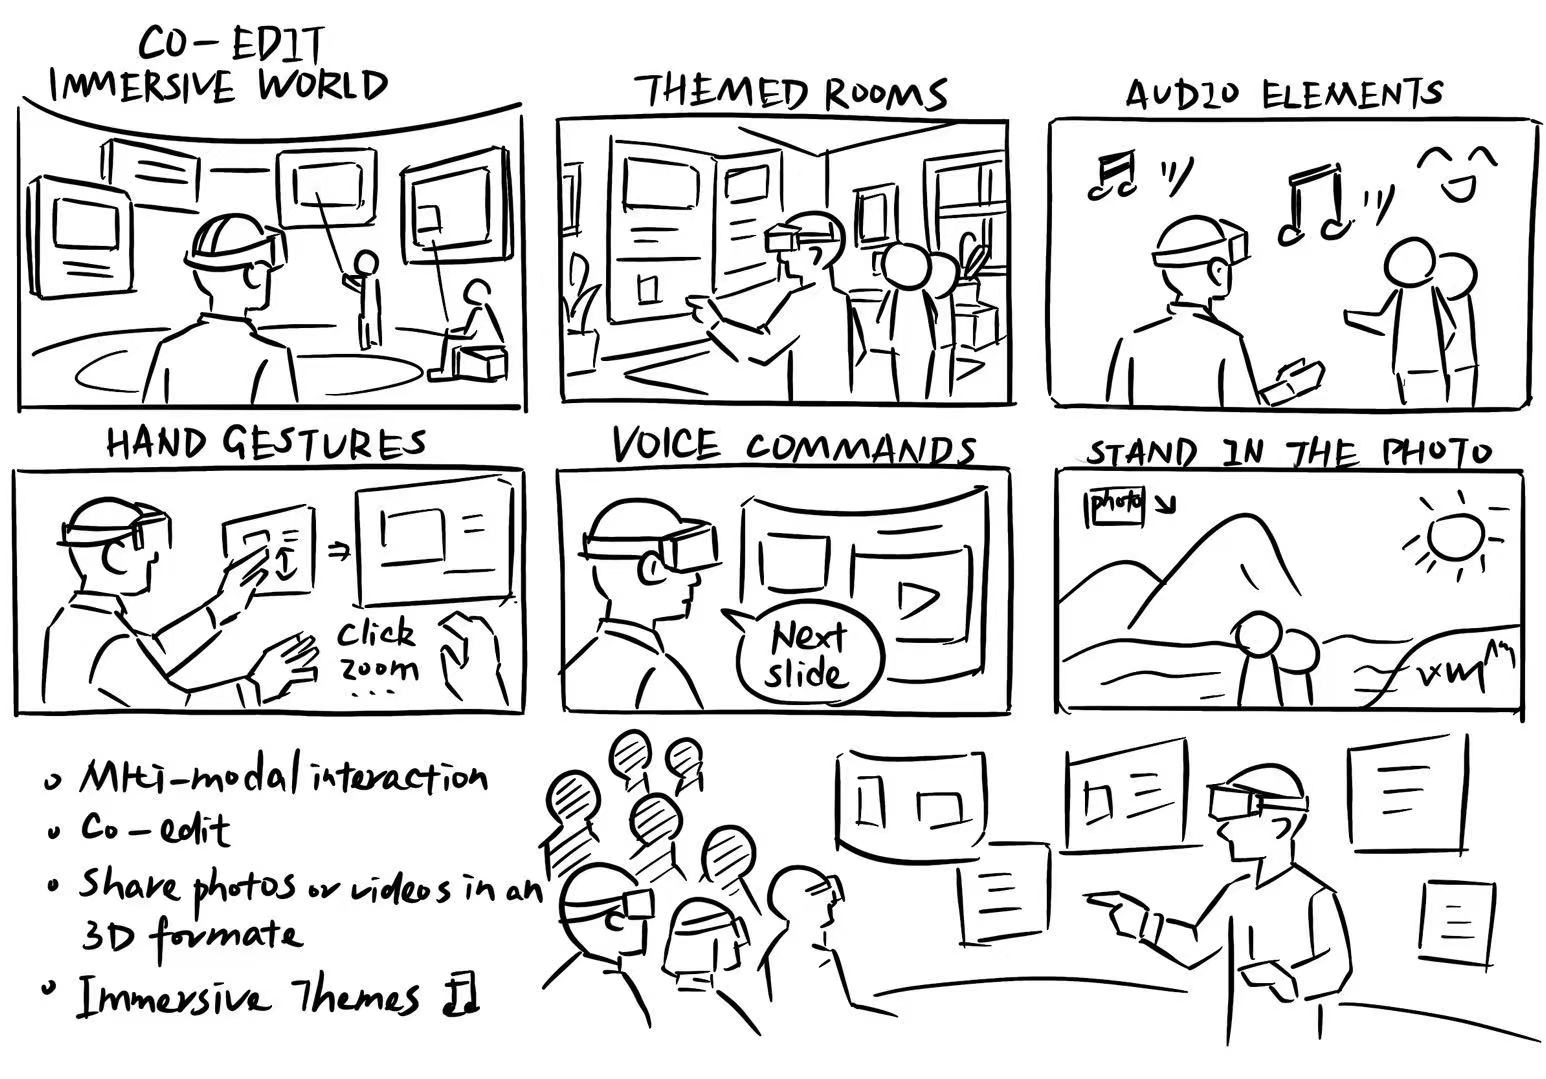 CO-EDIT
IMMERSIVE WORLD
THEMED ROOMS
AUDIO ELEMENTS
HAND GESTURES
Click
zoom
....
VOICE COMMANDS
Next
slide
STAND IN THE PHOTO
photo
Mlti-modal interaction
Co-edit
Share photos or videos in an
3D formate
Immersive Themes